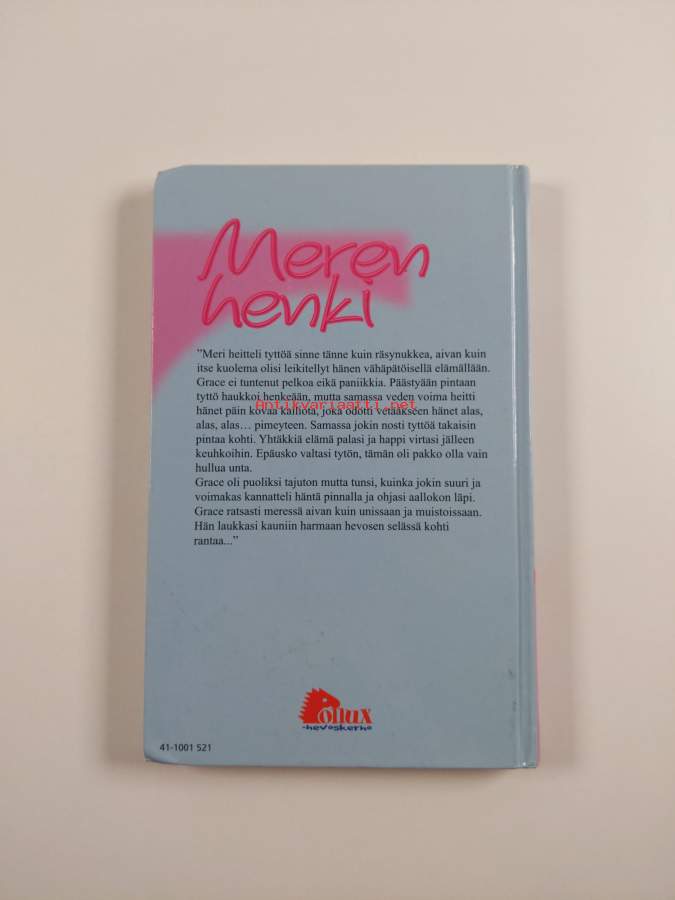 Meren
henki
”Meri heitteli tyttöä sinne tänne kuin räsynukkea, aivan kuin
itse kuolema olisi leikitellyt hänen vähäpätöisellä elämällään.
Grace ei tuntenut pelkoa eikä paniikkia. Päästyään pintaan
tyttö haukkoi henkeään, mutta samassa veden voima heitti
hänet päin kovaa kalliota, joka odotti vetääkseen hänet alas,
Antikvariaatti.net
alas, alas… pimeyteen. Samassa jokin nosti tyttöä takaisin
pintaa kohti. Yhtäkkiä elämä palasi ja happi virtasi jälleen
keuhkoihin. Epäusko valtasi tytön, tämän oli pakko olla vain
hullua unta.
Grace oli puoliksi tajuton mutta tunsi, kuinka jokin suuri ja
voimakas kannatteli häntä pinnalla ja ohjasi aallokon läpi.
Grace ratsasti meressä aivan kuin unissaan ja muistoissaan.
Hän laukkasi kauniin harmaan hevosen selässä kohti
rantaa...”
Pollux
-hevoskerho
41-1001 521